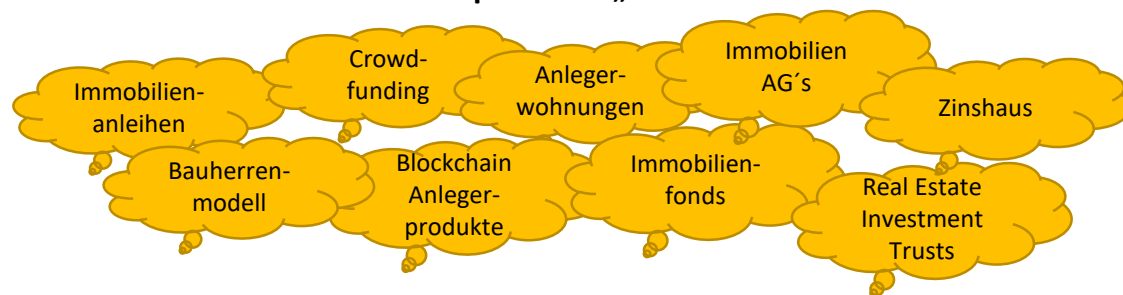 Crowd-
funding
Immobilien
AG´s
Immobilien-
anleihen
Anleger-
wohnungen
Zinshaus
Bauherren-
modell
Blockchain
Anleger-
produkte
Immobilien-
fonds
Real Estate
Investment
Trusts